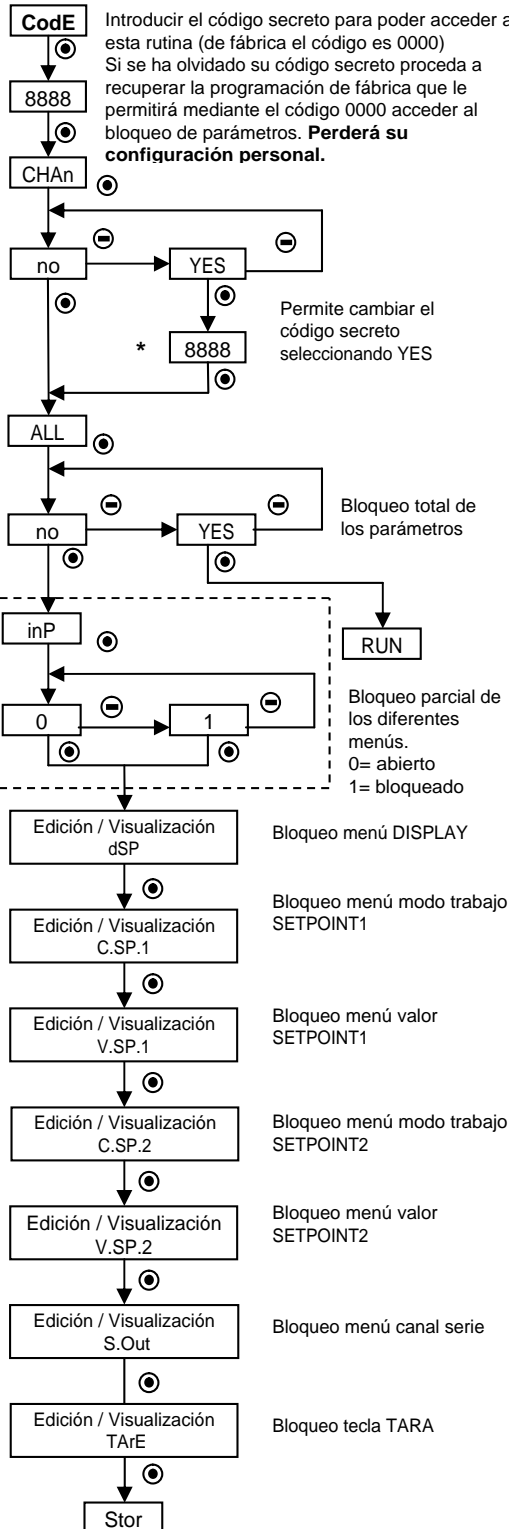 CodE
Introducir el código secreto para poder acceder a
esta rutina (de fábrica el código es 0000)
Si se ha olvidado su código secreto proceda a
recuperar la programación de fábrica que le
permitirá mediante el código 0000 acceder al
bloqueo de parámetros. Perderá su
configuración personal.
8888
CHAn
no
YES
* 8888
Permite cambiar el
código secreto
seleccionando YES
ALL
no
YES
Bloqueo total de
los parámetros
RUN
inP
0
1
Bloqueo parcial de
los diferentes
menús.
0= abierto
1= bloqueado
Edición / Visualización
dSP
Bloqueo menú DISPLAY
Edición / Visualización
C.SP.1
Bloqueo menú modo trabajo
SETPOINT1
Edición / Visualización
V.SP.1
Bloqueo menú valor
SETPOINT1
Edición / Visualización
C.SP.2
Bloqueo menú modo trabajo
SETPOINT2
Edición / Visualización
V.SP.2
Bloqueo menú valor
SETPOINT2
Edición / Visualización
S.Out
Bloqueo menú canal serie
Edición / Visualización
TArE
Bloqueo tecla TARA
Stor